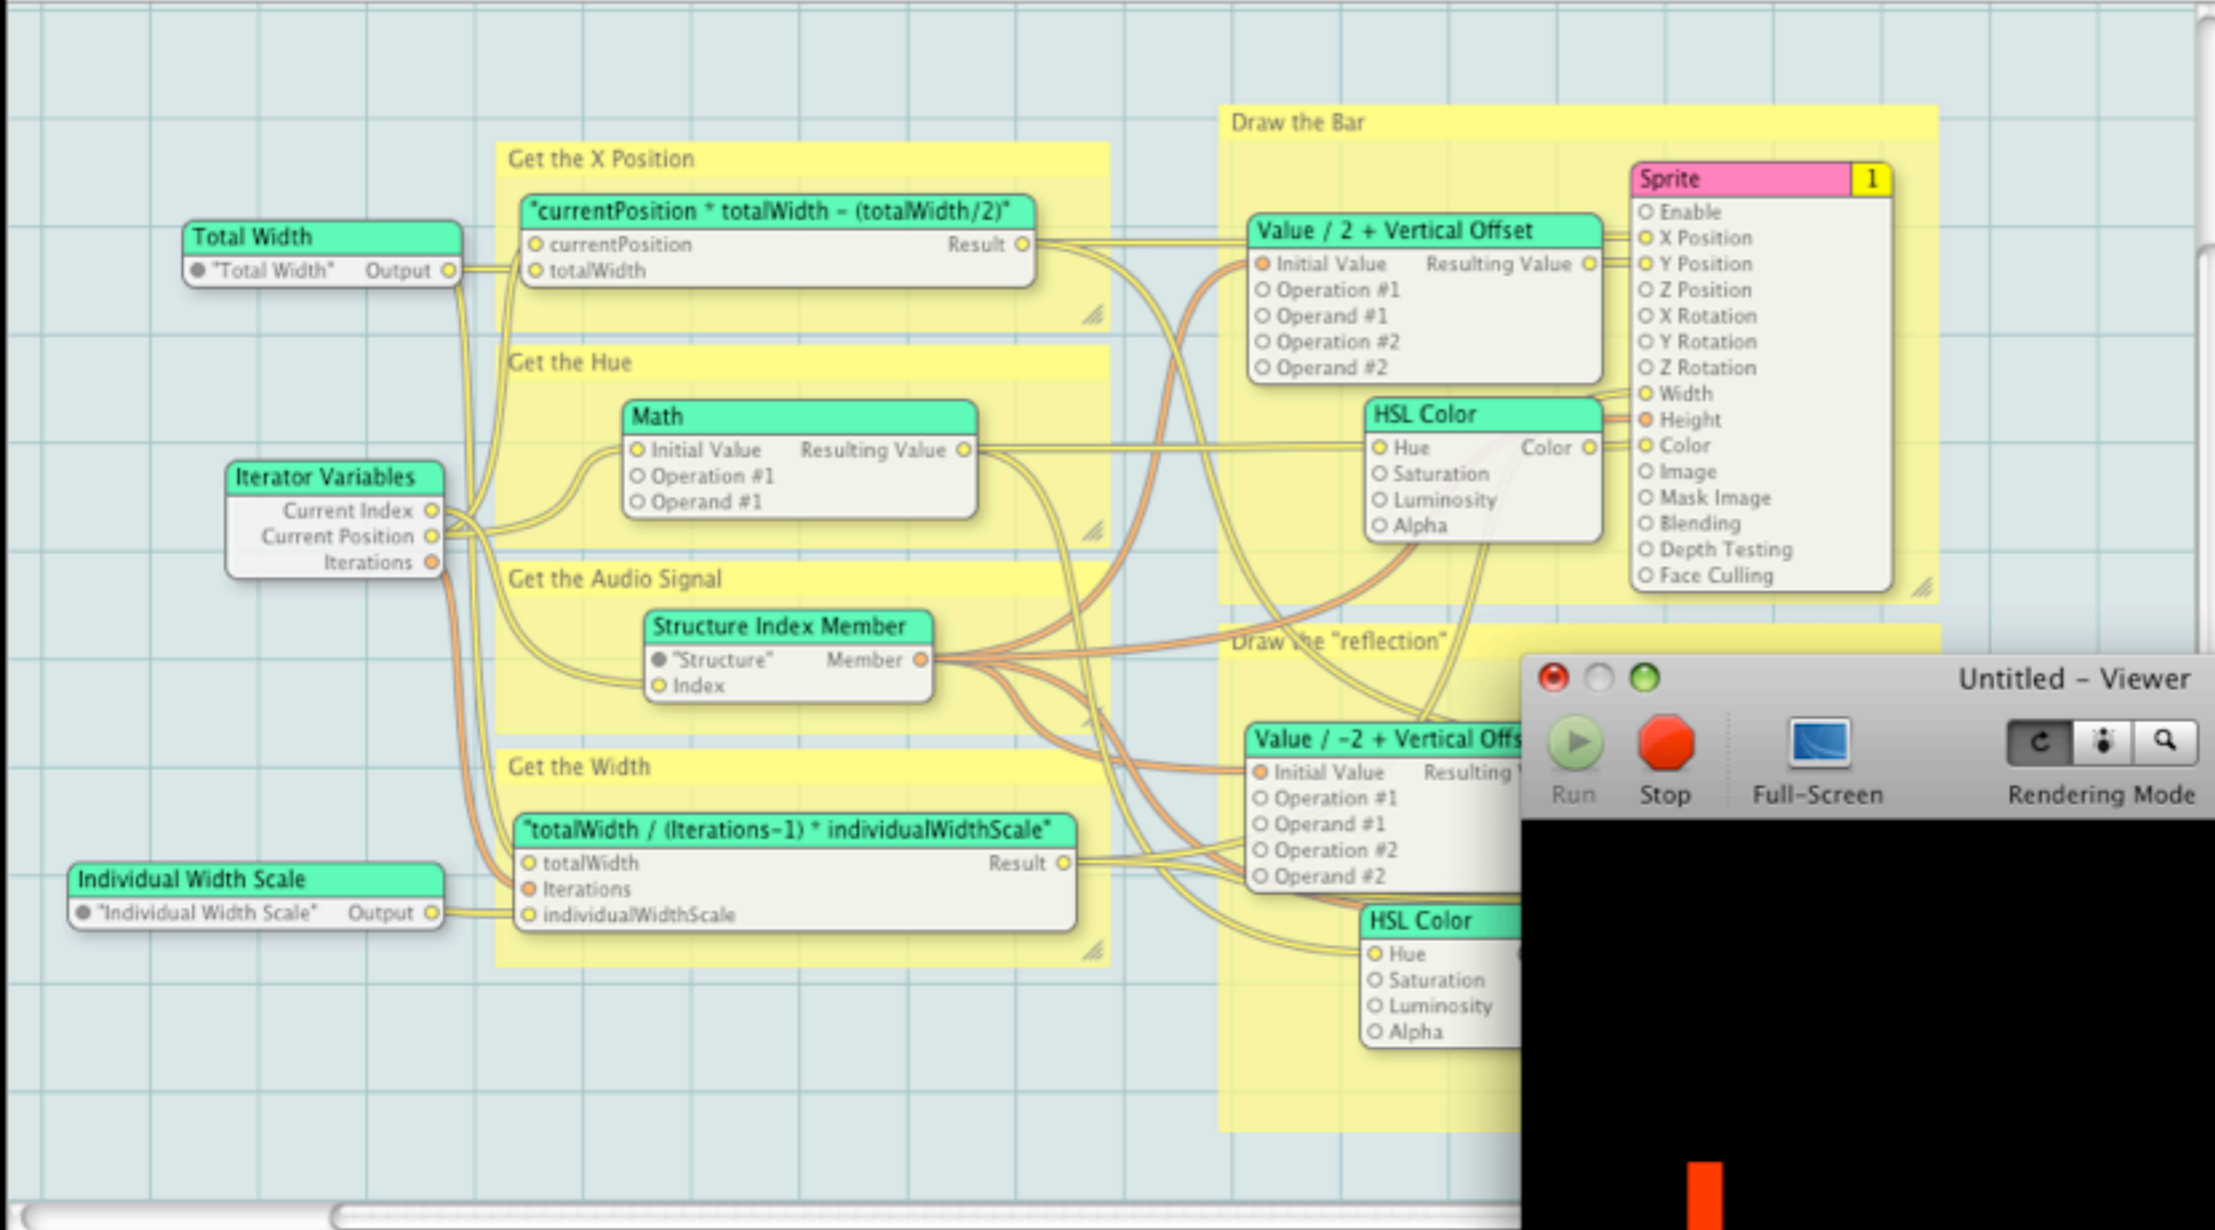 Total Width
"Total Width" Output
Iterator Variables
Current Index
Current Position
Iterations
Individual Width Scale
"Individual Width Scale" Output
Get the X Position
"currentPosition * totalWidth - (totalWidth/2)"
currentPosition Result
totalWidth
Get the Hue
Math
Initial Value Resulting Value
Operation #1
Operand #1
Get the Audio Signal
Structure Index Member
"Structure" Member
Index
Get the Width
"totalWidth / (Iterations-1) * individualWidthScale"
totalWidth Result
Iterations
individualWidthScale
Draw the Bar
Value / 2 + Vertical Offset
Initial Value Resulting Value
Operation #1
Operand #1
Operation #2
Operand #2
HSL Color
Hue Color
Saturation
Luminosity
Alpha
Sprite 1
Enable
X Position
Y Position
Z Position
X Rotation
Y Rotation
Z Rotation
Width
Height
Color
Image
Mask Image
Blending
Depth Testing
Face Culling
Draw the "reflection"
Value / -2 + Vertical Offs
Initial Value Resulting
Operation #1
Operand #1
Operation #2
Operand #2
HSL Color
Hue
Saturation
Luminosity
Alpha
Untitled - Viewer
Run Stop Full-Screen Rendering Mode